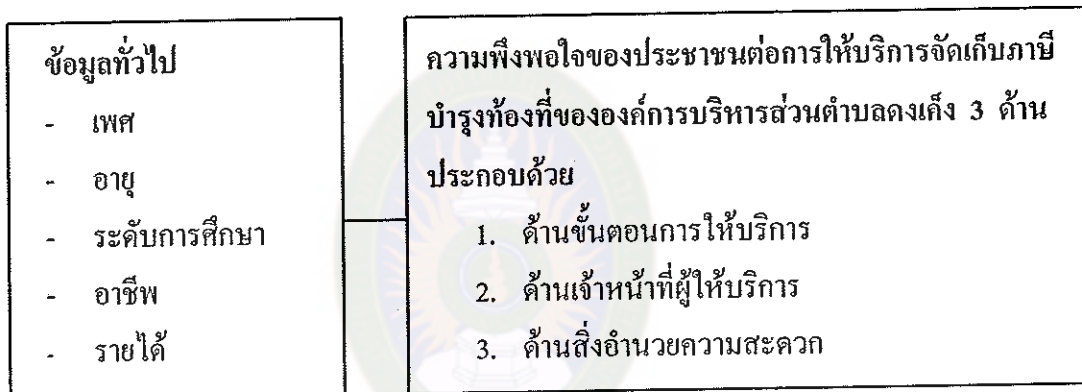 ข้อมูลทั่วไป
- เพศ
- อายุ
- ระดับการศึกษา
- อาชีพ
- รายได้
ความพึงพอใจของประชาชนต่อการให้บริการจัดเก็บภาษี
บำรุงท้องที่ขององค์การบริหารส่วนตำบลดงเค็ง 3 ด้าน
ประกอบด้วย
1. ด้านขั้นตอนการให้บริการ
2. ด้านเจ้าหน้าที่ผู้ให้บริการ
3. ด้านสิ่งอำนวยความสะดวก